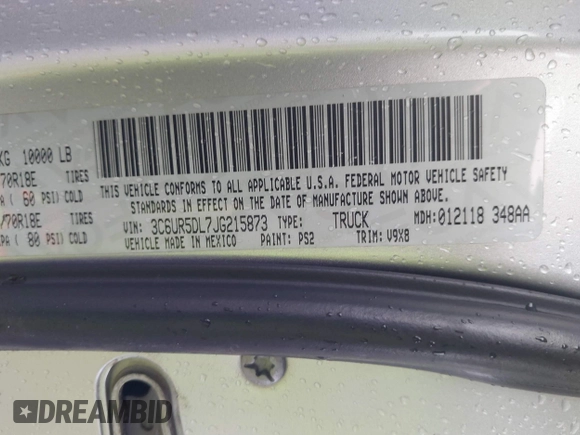 KG 10000 LB
70R18E TIRES
PA ( 60 PSI) COLD
/70R18E TIRES
PA ( 80 PSI) COLD
THIS VEHICLE CONFORMS TO ALL APPLICABLE U.S.A. FEDERAL MOTOR VEHICLE SAFETY
STANDARDS IN EFFECT ON THE DATE OF MANUFACTURE SHOWN ABOVE.
VIN: 3C6UR5DL7JG215873 TYPE: TRUCK MDH: 012118 348AA
VEHICLE MADE IN MEXICO PAINT: PS2 TRIM: V9X8
DREAMBID